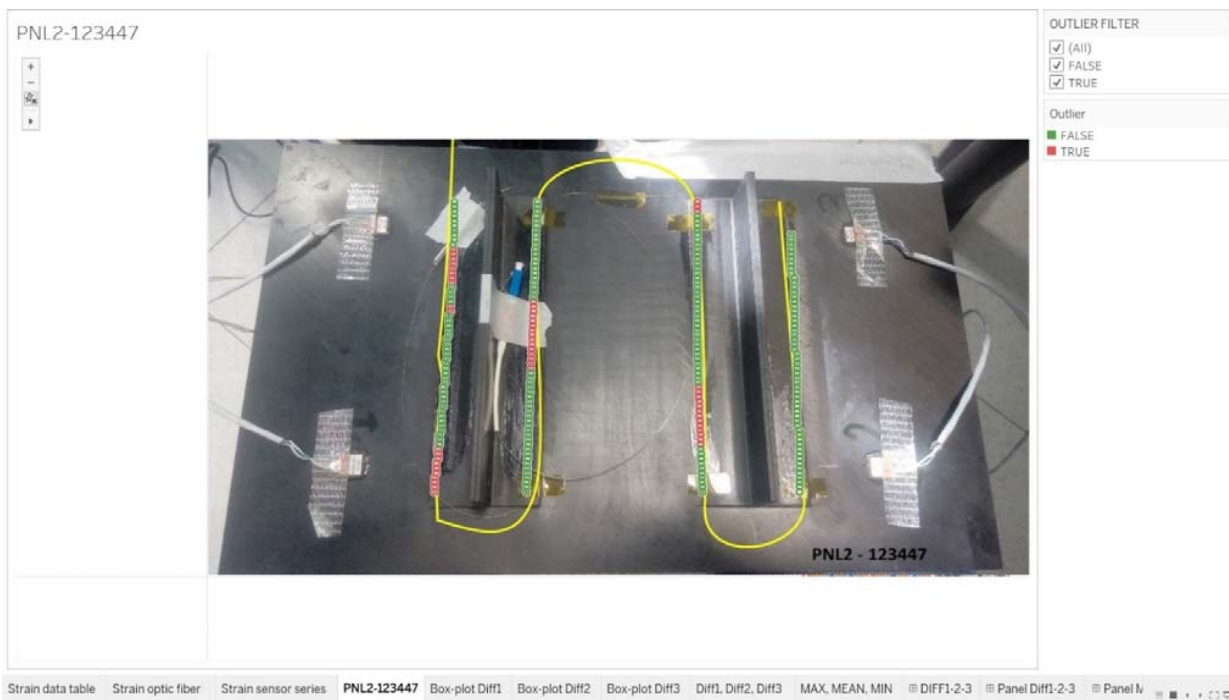 PNL2-123447
OUTLIER FILTER
(All)
FALSE
TRUE
Outlier
FALSE
TRUE
PNL2 - 123447
Strain data table
Strain optic fiber
Strain sensor series
PNL2-123447
Box-plot Diff1
Box-plot Diff2
Box-plot Diff3
Diff1, Diff2, Diff3
MAX, MEAN, MIN
DIFF1-2-3
Panel Diff1-2-3
Panel